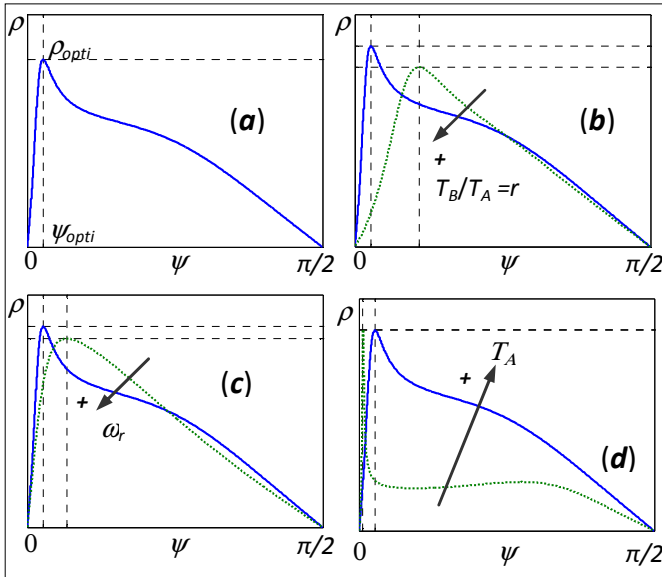 ρ
ρopti
(a)
ψopti
0
ψ
π/2
ρ
(b)
+
TB/TA =r
0
ψ
π/2
ρ
(c)
+
ωr
0
ψ
π/2
ρ
TA
+
(d)
0
ψ
π/2